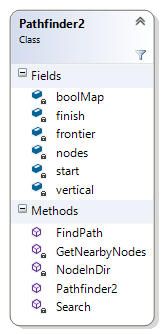 Pathfinder2
Class
Fields
boolMap
finish
frontier
nodes
start
vertical
Methods
FindPath
GetNearbyNodes
NodeInDir
Pathfinder2
Search